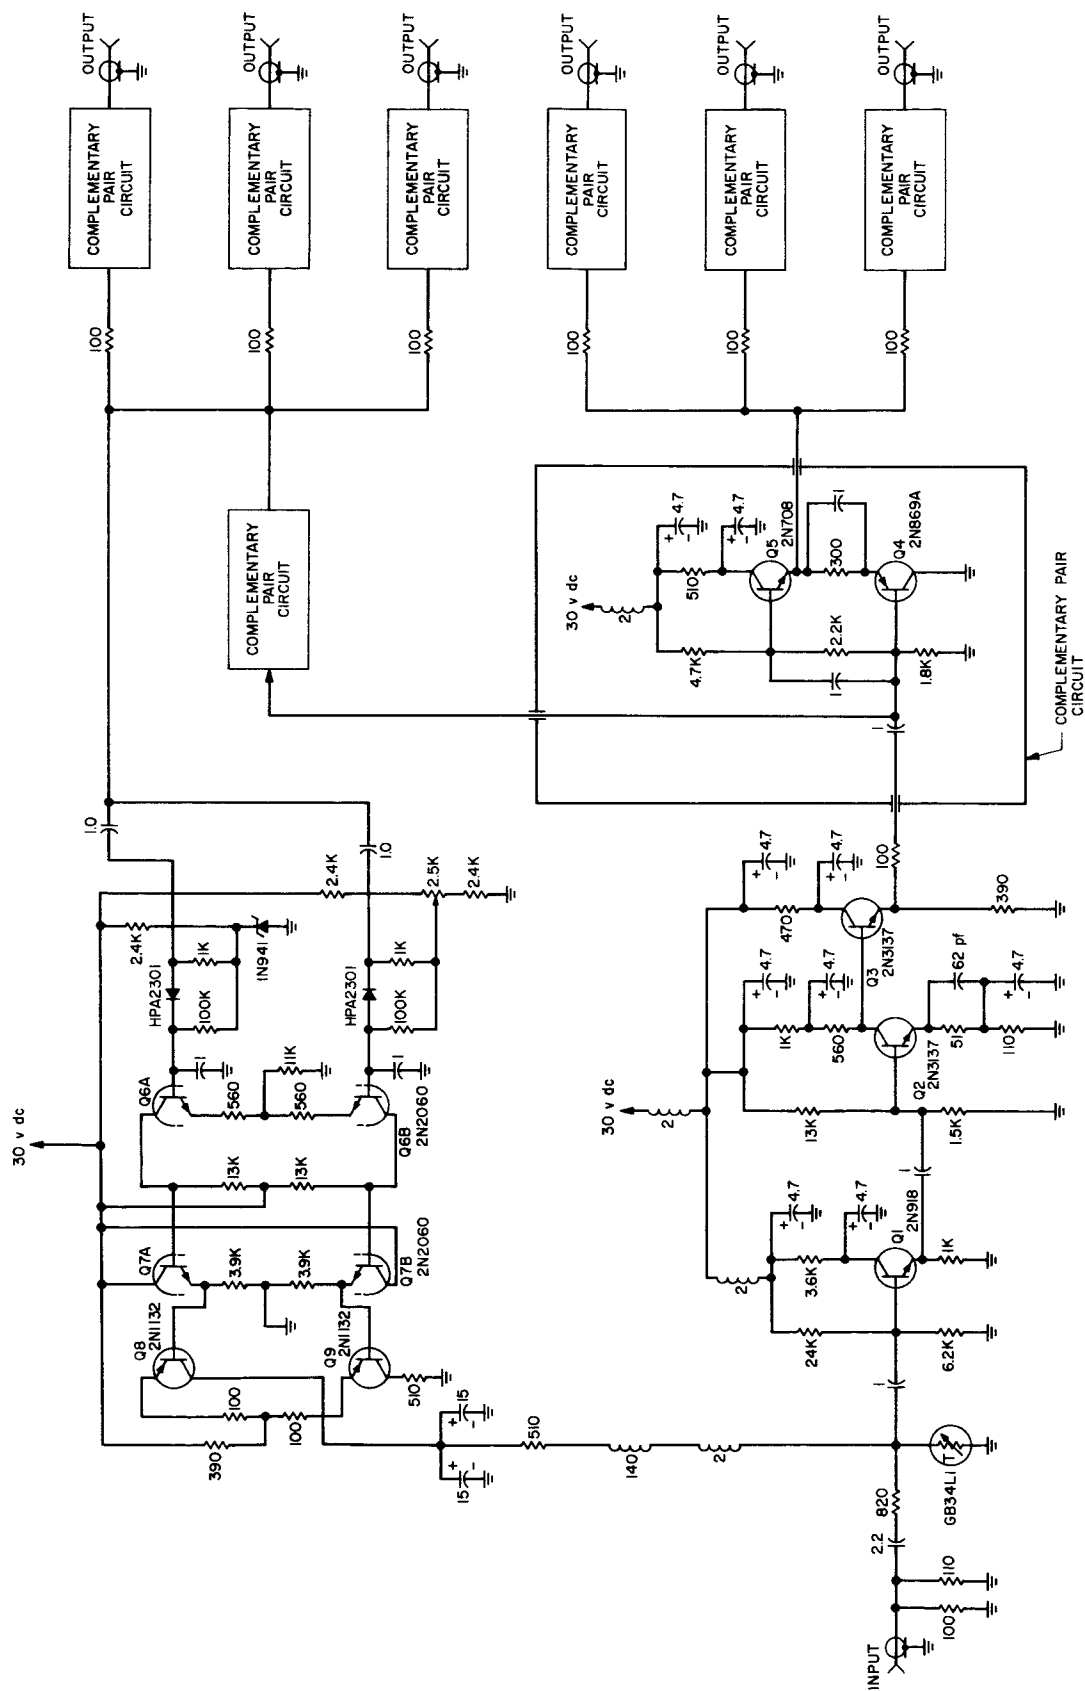 OUTPUT
OUTPUT
OUTPUT
OUTPUT
OUTPUT
OUTPUT
COMPLEMENTARY
PAIR
CIRCUIT
COMPLEMENTARY
PAIR
CIRCUIT
COMPLEMENTARY
PAIR
CIRCUIT
COMPLEMENTARY
PAIR
CIRCUIT
COMPLEMENTARY
PAIR
CIRCUIT
COMPLEMENTARY
PAIR
CIRCUIT
100
100
100
100
100
100
COMPLEMENTARY
PAIR
CIRCUIT
30 v dc
2
510
+ 4.7 -
+ 4.7 -
Q5
2N708
4.7K
1
2.2K
300
1
Q4
2N869A
1.8K
1
COMPLEMENTARY PAIR
CIRCUIT
1.0
1.0
2.4K
2.4K
2.5K
2.4K
HPA2301
1K
1N941
100K
HPA2301
1K
100K
30 v dc
Q6A
1
560
11K
560
1
Q6B
2N2060
13K
13K
Q7A
3.9K
3.9K
Q7B
2N2060
Q8
2N1132
Q9
2N1132
100
100
390
510
+ 15 -
+ 15 -
510
140
2
30 v dc
2
2
470
+ 4.7 -
+ 4.7 -
Q3
2N3137
100
390
1K
+ 4.7 -
560
+ 4.7 -
Q2
2N3137
62 pf
51
110
+ 4.7 -
13K
1.5K
1
3.6K
+ 4.7 -
+ 4.7 -
Q1
2N918
1K
24K
6.2K
1
T
GB34L1
820
2.2
110
100
INPUT